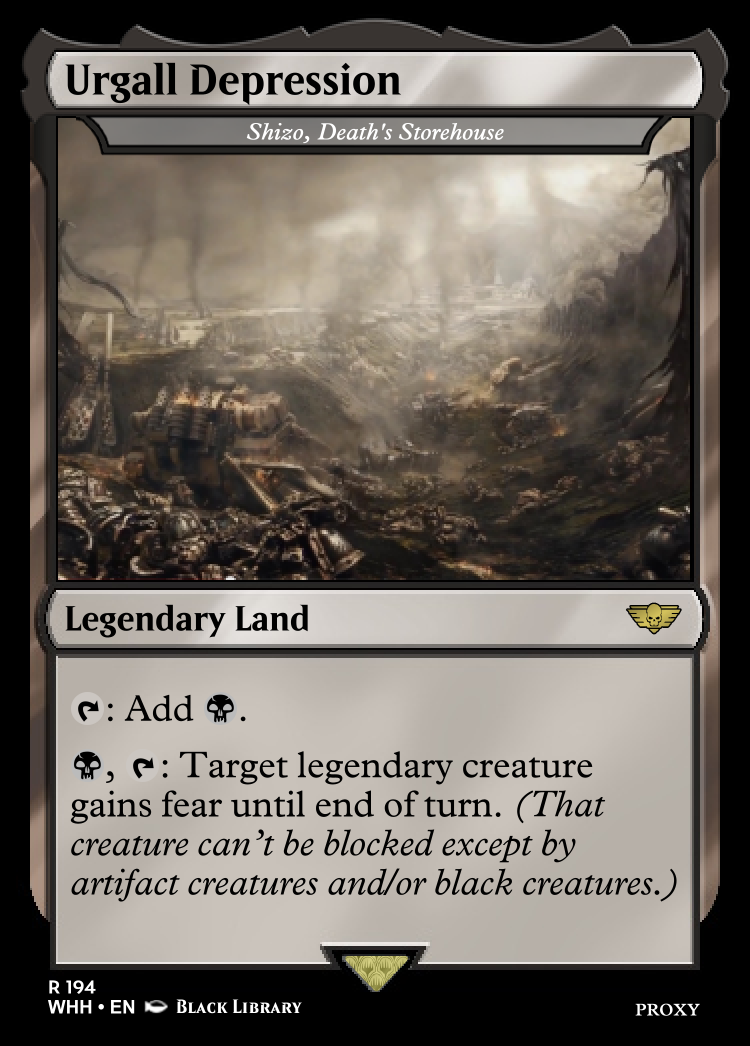 Urgall Depression
Shizo, Death's Storehouse
Legendary Land
: Add .
, : Target legendary creature
gains fear until end of turn. (That
creature can't be blocked except by
artifact creatures and/or black creatures.)
R 194
WHH • EN BLACK LIBRARY
PROXY